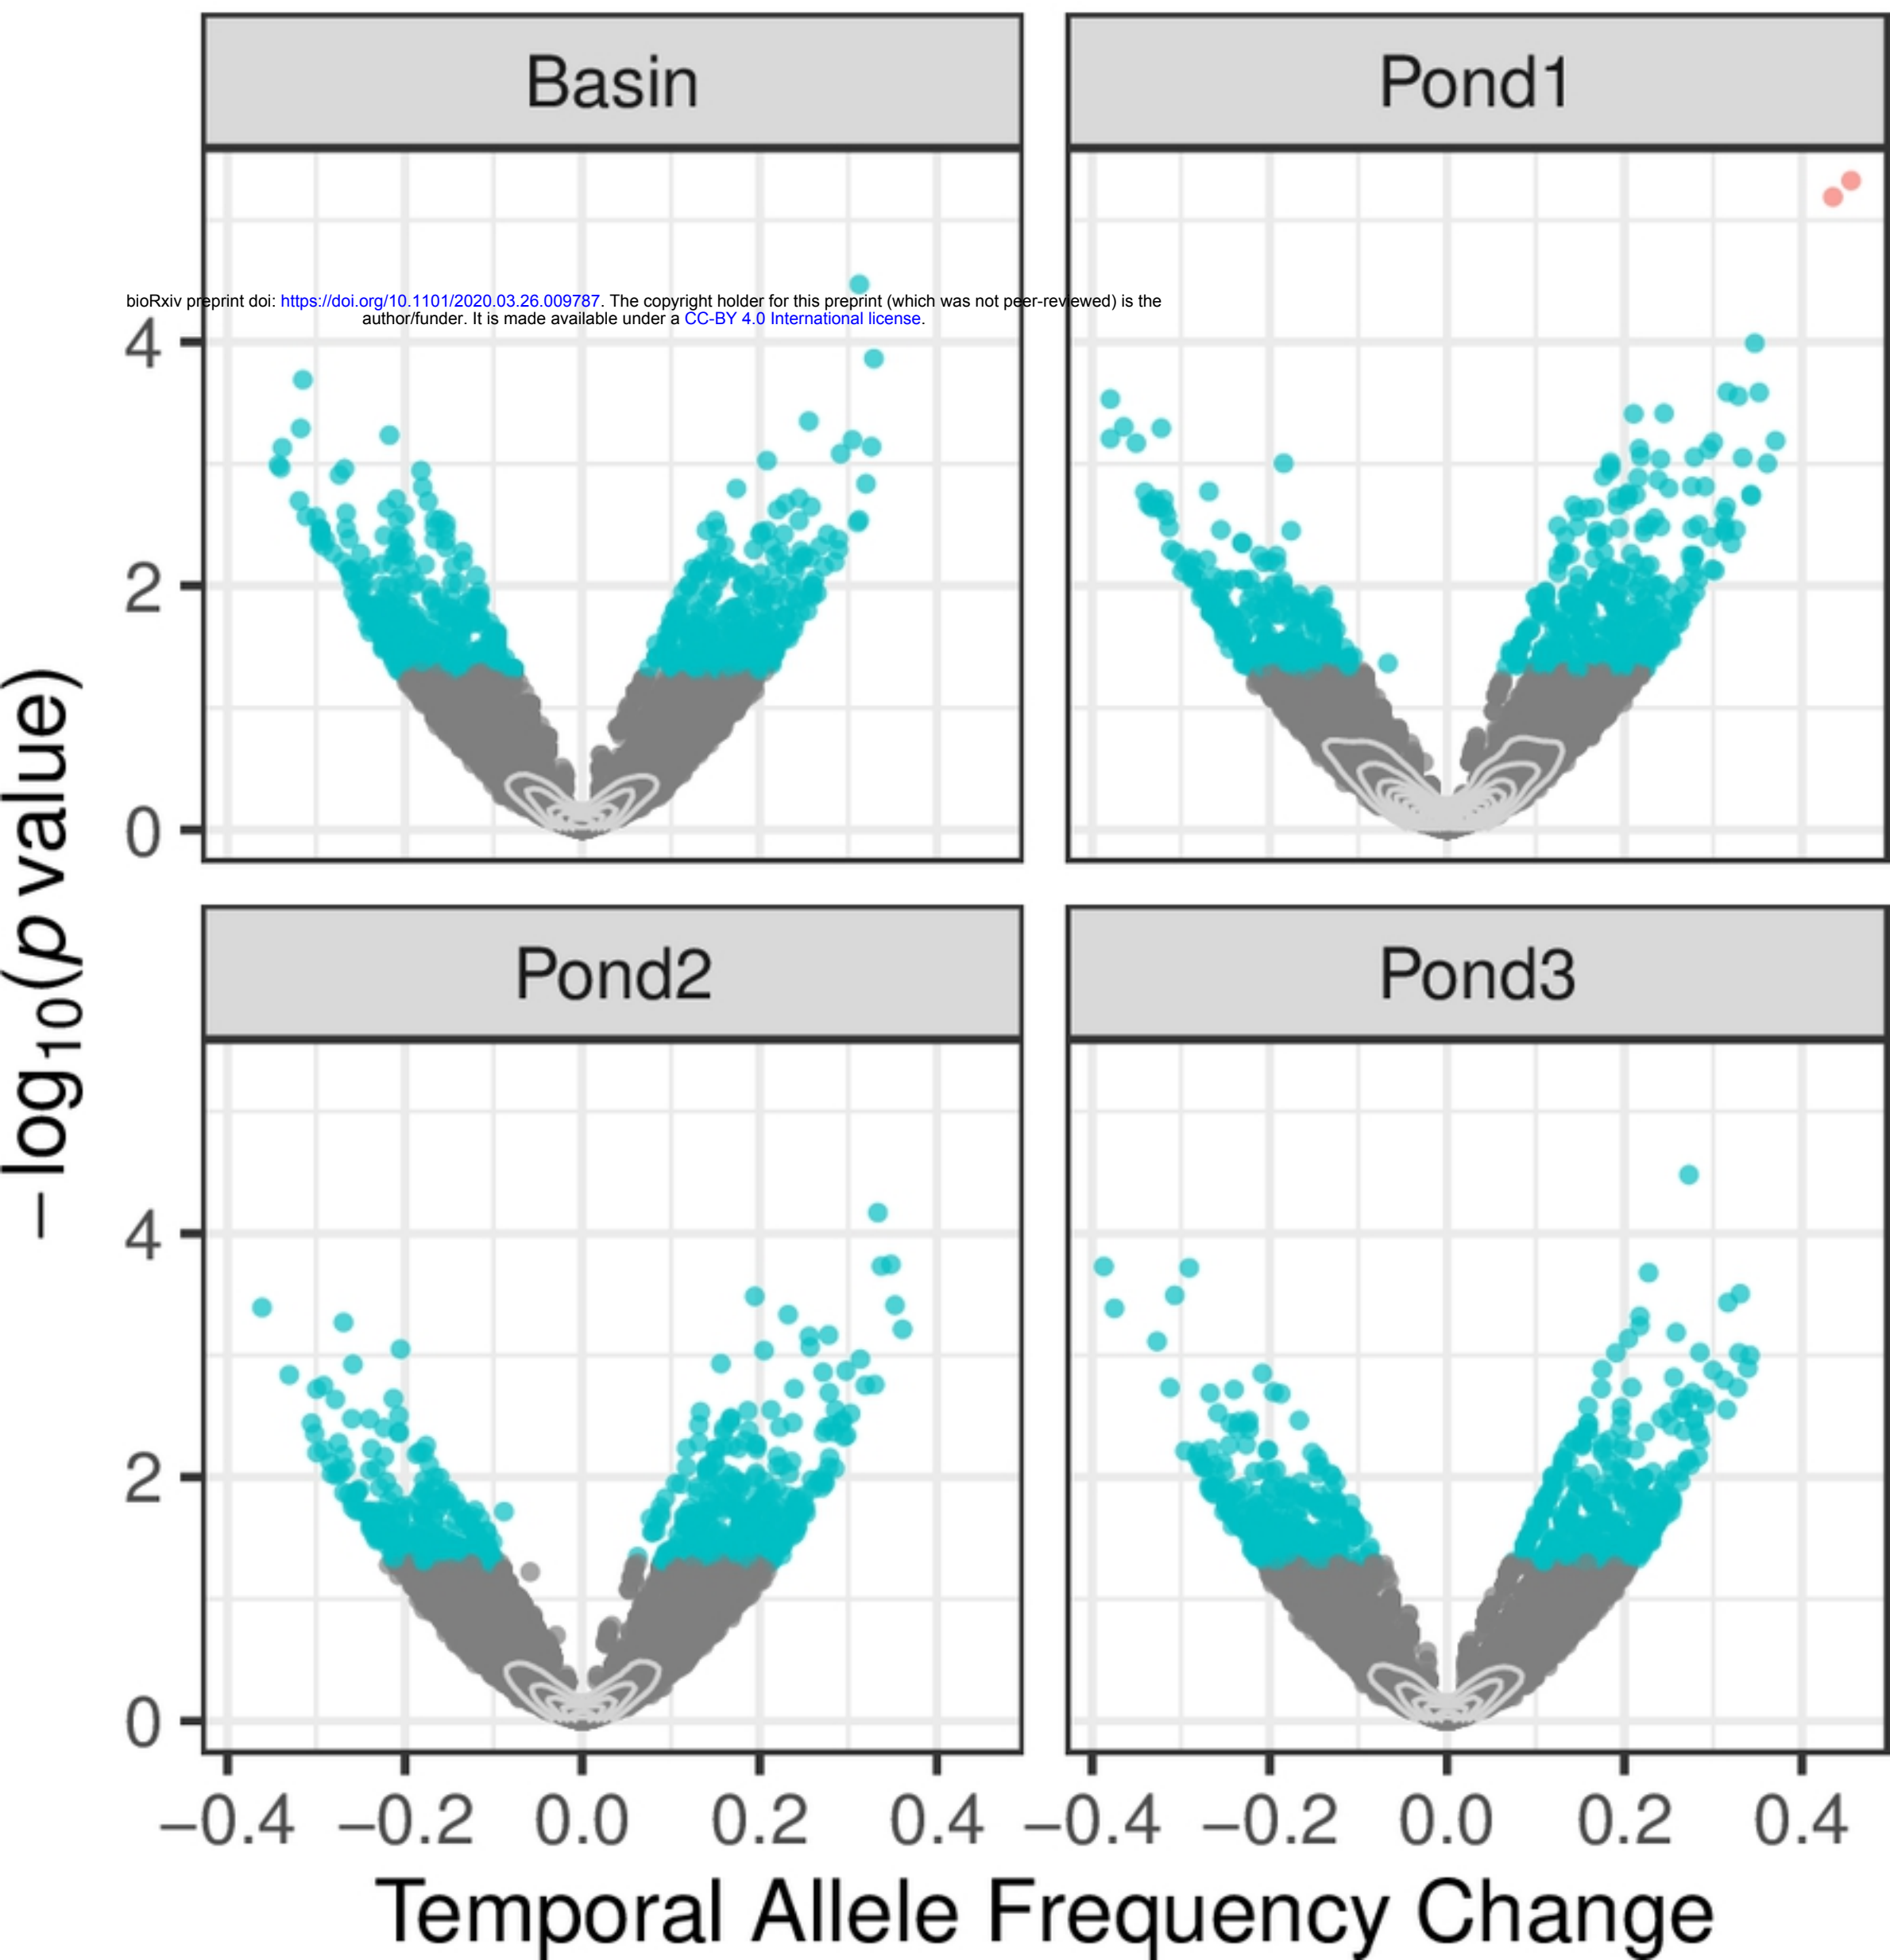 Basin
Pond1
bioRxiv preprint doi: https://doi.org/10.1101/2020.03.26.009787. The copyright holder for this preprint (which was not peer-reviewed) is the
author/funder. It is made available under a CC-BY 4.0 International license.
4
2
0
Pond2
Pond3
4
2
0
−log10(p value)
−0.4 −0.2 0.0 0.2 0.4 −0.4 −0.2 0.0 0.2 0.4
Temporal Allele Frequency Change